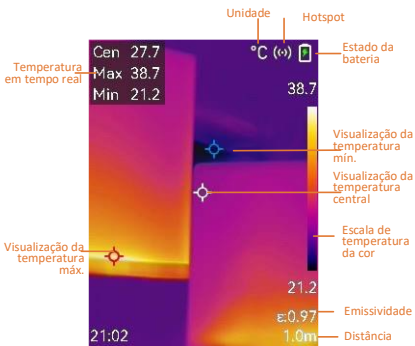 Unidade
Hotspot
Cen 27.7
Max 38.7
Min 21.2
°C
Temperatura
em tempo real
Estado da
bateria
38.7
Visualização da
temperatura
mín.
Visualização da
temperatura
central
Escala de
temperatura
da cor
Visualização da
temperatura
máx.
21.2
ε:0.97
Emissividade
21:02
1.0m
Distância